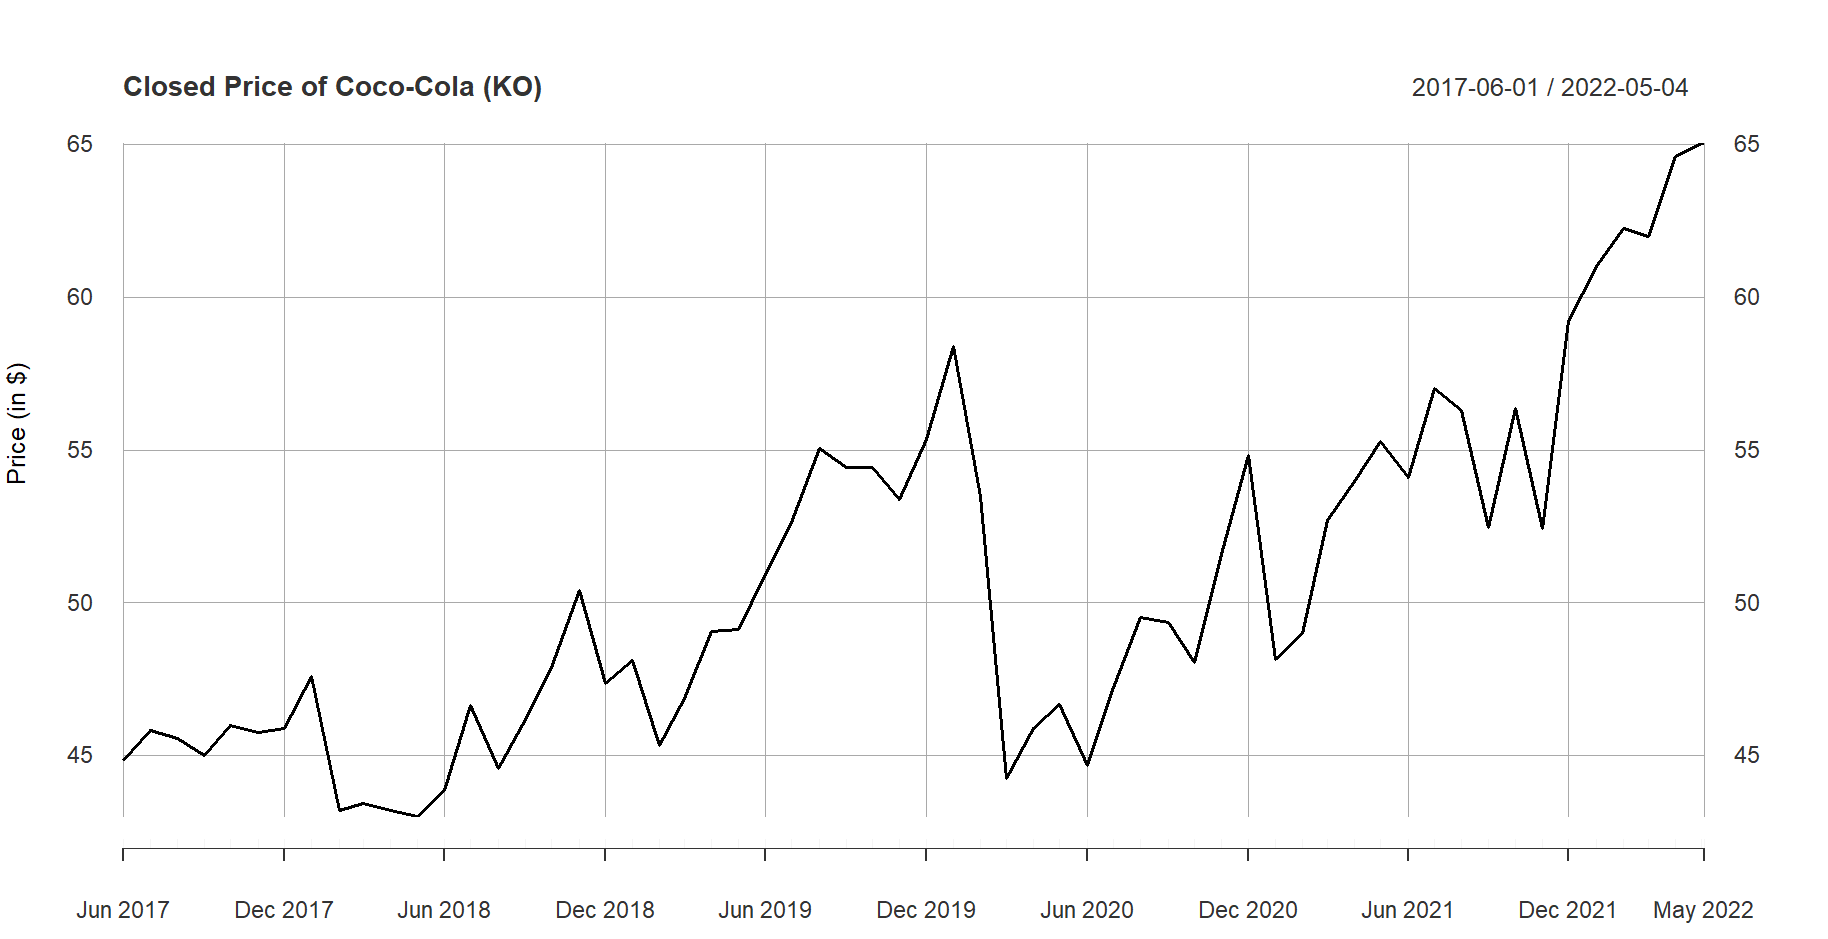 Closed Price of Coco-Cola (KO)
2017-06-01 / 2022-05-04
Price (in $)
65
60
55
50
45
65
60
55
50
45
Jun 2017
Dec 2017
Jun 2018
Dec 2018
Jun 2019
Dec 2019
Jun 2020
Dec 2020
Jun 2021
Dec 2021
May 2022